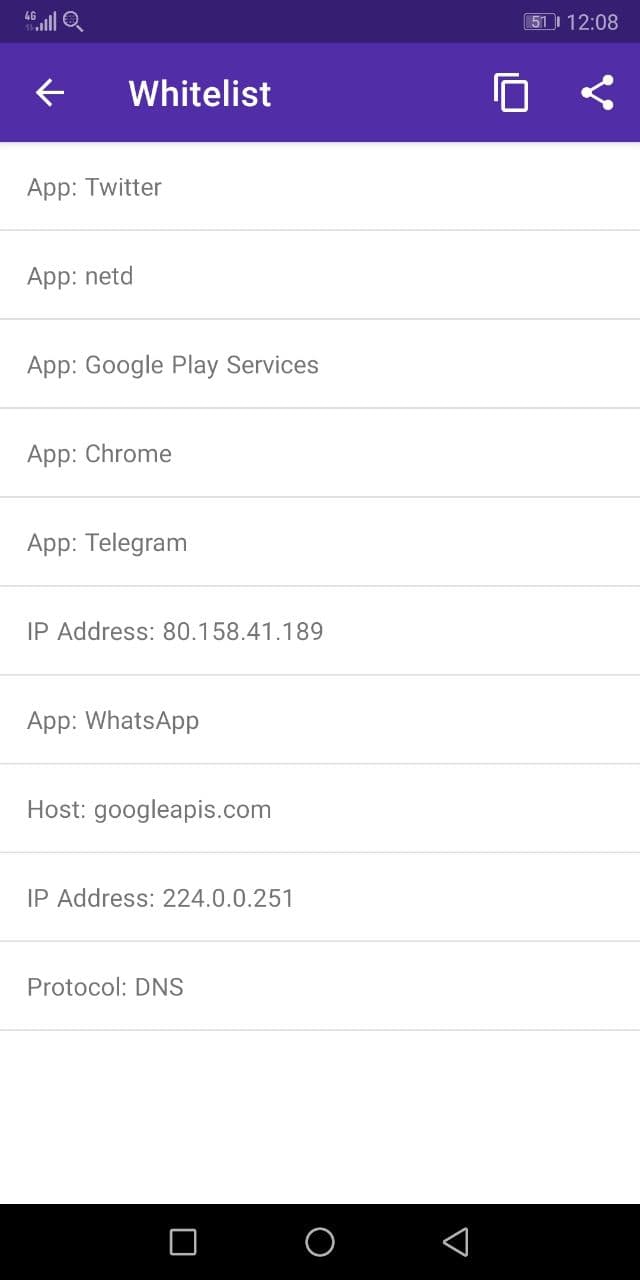 4G 51 12:08
Whitelist
App: Twitter
App: netd
App: Google Play Services
App: Chrome
App: Telegram
IP Address: 80.158.41.189
App: WhatsApp
Host: googleapis.com
IP Address: 224.0.0.251
Protocol: DNS